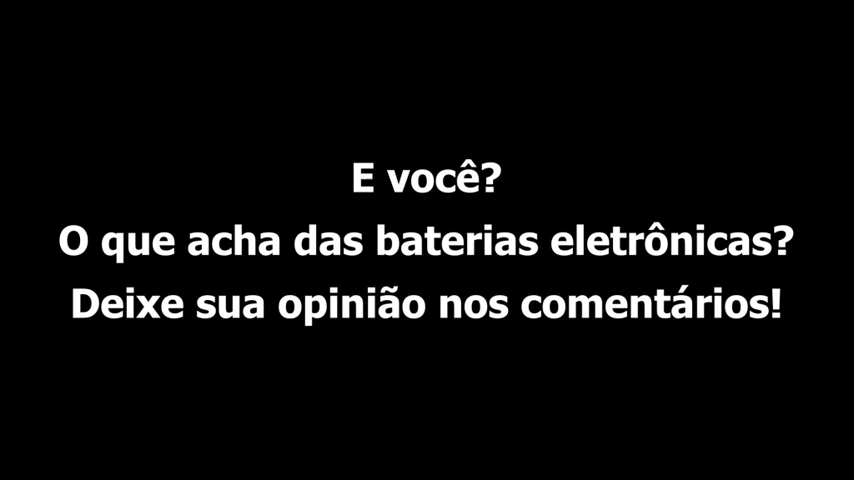 E você?
O que acha das baterias eletrônicas?
Deixe sua opinião nos comentários!